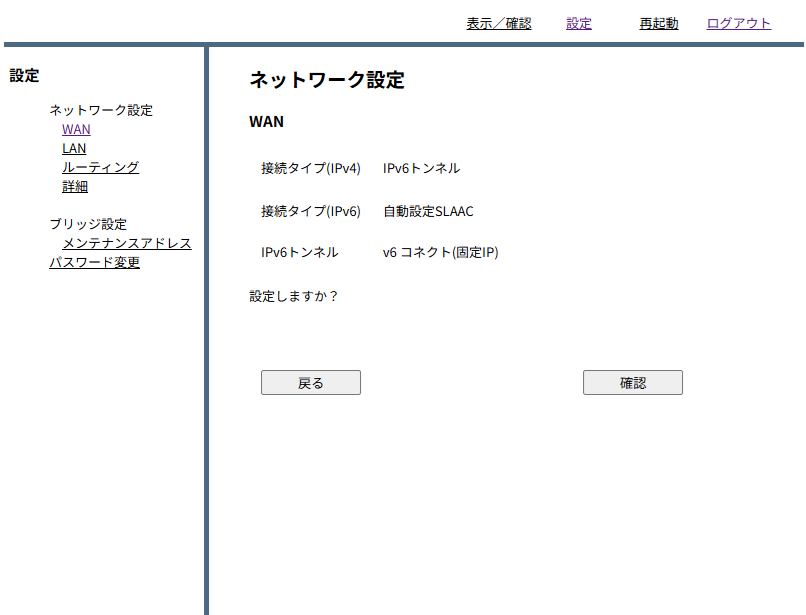 表示／確認 設定 再起動 ログアウト
設定
ネットワーク設定
WAN
LAN
ルーティング
詳細
ブリッジ設定
メンテナンスアドレス
パスワード変更
ネットワーク設定
WAN
接続タイプ(IPv4) IPv6トンネル
接続タイプ(IPv6) 自動設定SLAAC
IPv6トンネル v6 コネクト(固定IP)
設定しますか？
戻る 確認